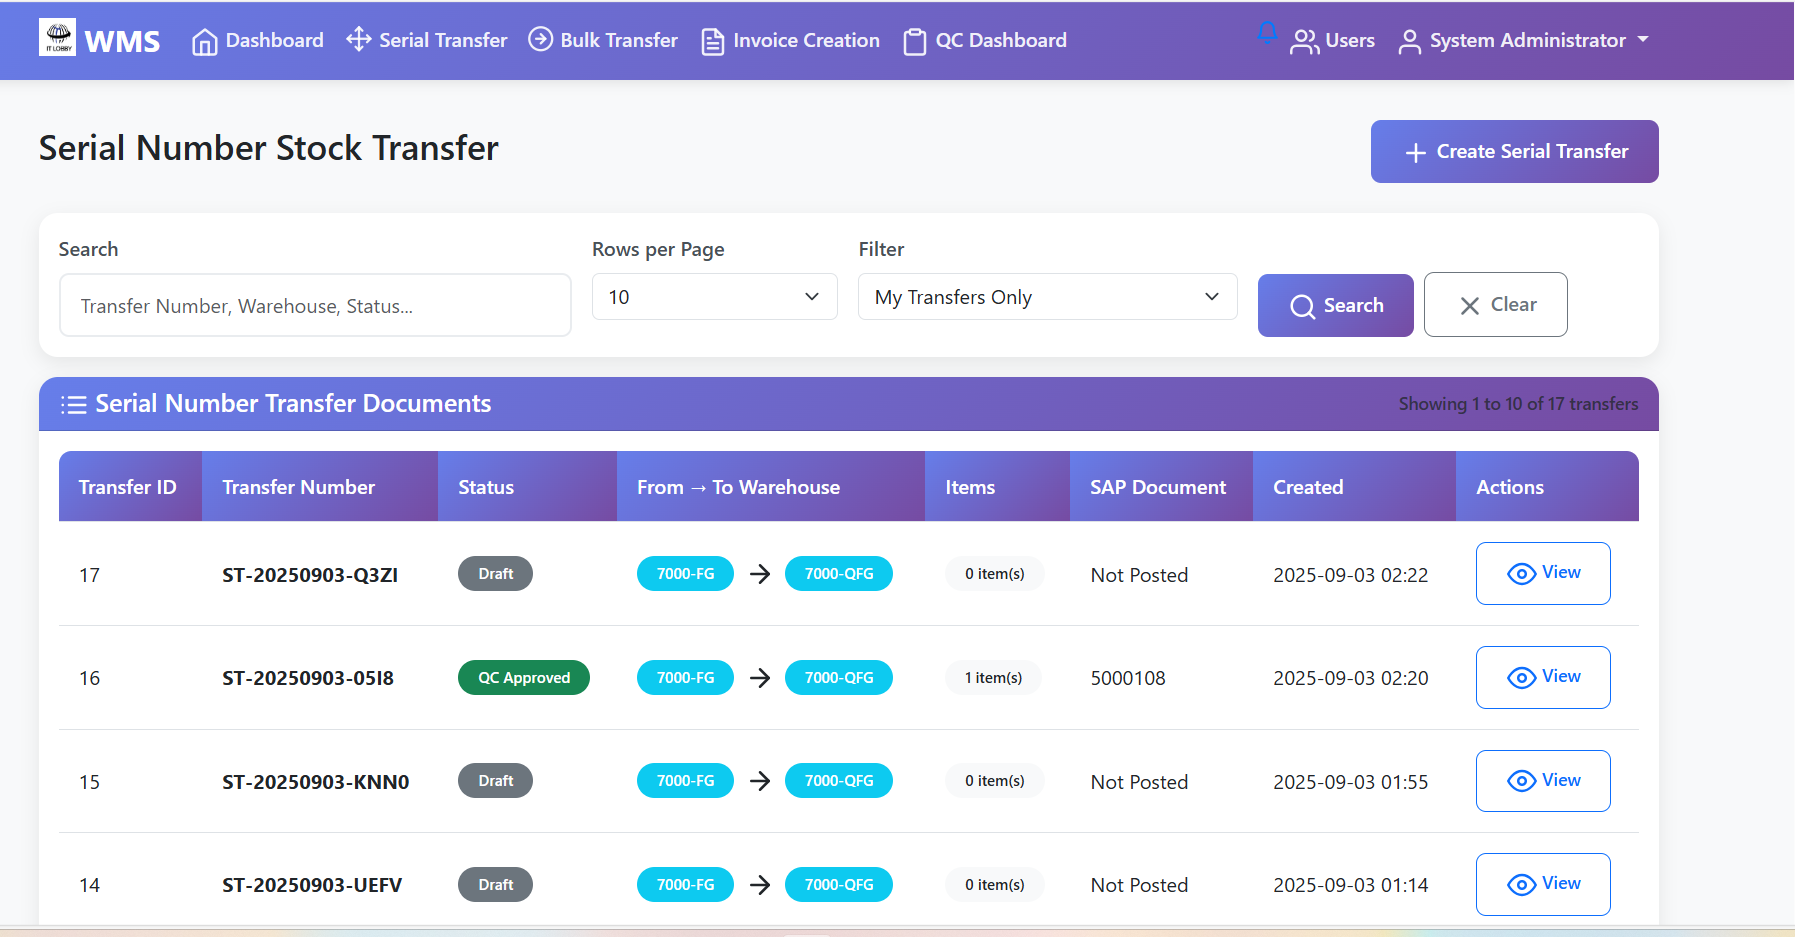 IT LOBBY
WMS Dashboard Serial Transfer Bulk Transfer Invoice Creation QC Dashboard Users System Administrator
Serial Number Stock Transfer
Create Serial Transfer
Search Rows per Page Filter
Transfer Number, Warehouse, Status... 10 My Transfers Only Search Clear
Serial Number Transfer Documents Showing 1 to 10 of 17 transfers
Transfer ID Transfer Number Status From → To Warehouse Items SAP Document Created Actions
17 ST-20250903-Q3ZI Draft 7000-FG → 7000-QFG 0 item(s) Not Posted 2025-09-03 02:22 View
16 ST-20250903-05I8 QC Approved 7000-FG → 7000-QFG 1 item(s) 5000108 2025-09-03 02:20 View
15 ST-20250903-KNN0 Draft 7000-FG → 7000-QFG 0 item(s) Not Posted 2025-09-03 01:55 View
14 ST-20250903-UEFV Draft 7000-FG → 7000-QFG 0 item(s) Not Posted 2025-09-03 01:14 View